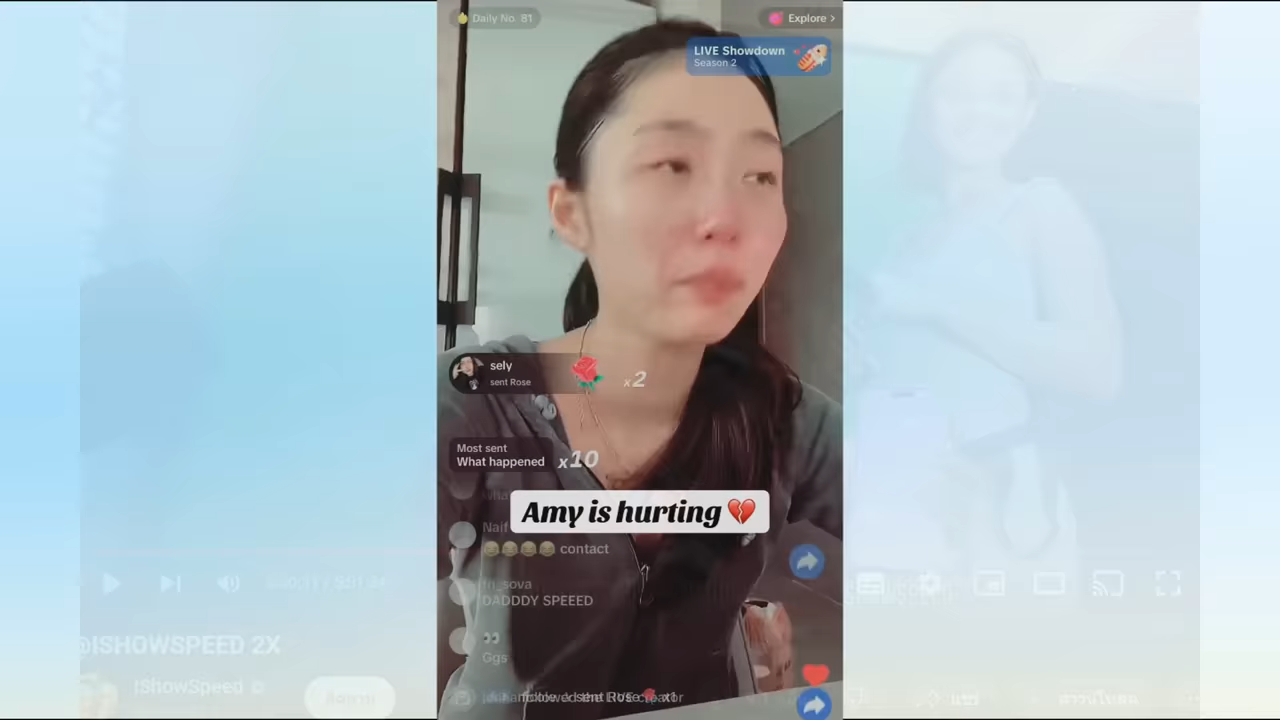 Daily No. 81
Explore >
LIVE Showdown
Season 2
sely
sent Rose
x2
Most sent
What happened
x10
Amy is hurting 💔
Naif
😂😂😂😂 contact
DADDDY SPEEED
👀
Ggs
@ISHOWSPEED 2X
IShowSpeed